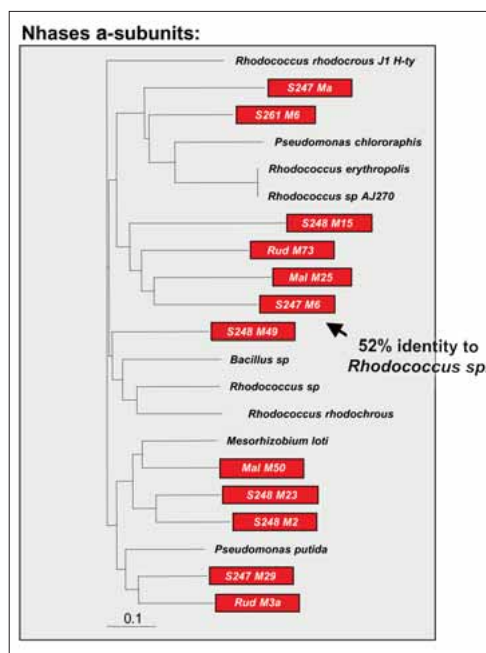 Nhases a-subunits:
Rhodococcus rhodocrous J1 H-ty
S247 Ma
S261 M6
Pseudomonas chlororaphis
Rhodococcus erythropolis
Rhodococcus sp AJ270
S248 M15
Rud M73
Mal M25
S247 M6
S248 M49
52% identity to
Rhodococcus sp.
Bacillus sp
Rhodococcus sp
Rhodococcus rhodochrous
Mesorhizobium loti
Mal M50
S248 M23
S248 M2
Pseudomonas putida
S247 M29
Rud M3a
0.1